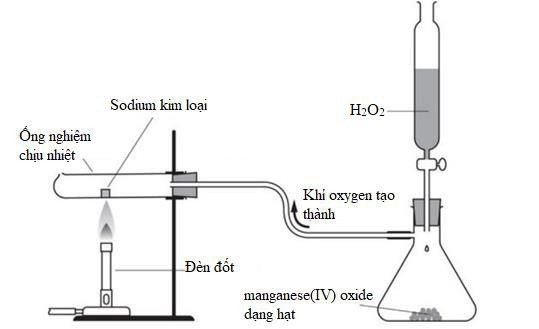 Sodium kim loại
H2O2
Ống nghiệm
chịu nhiệt
Khí oxygen tạo
thành
Đèn đốt
manganese(IV) oxide
dạng hạt